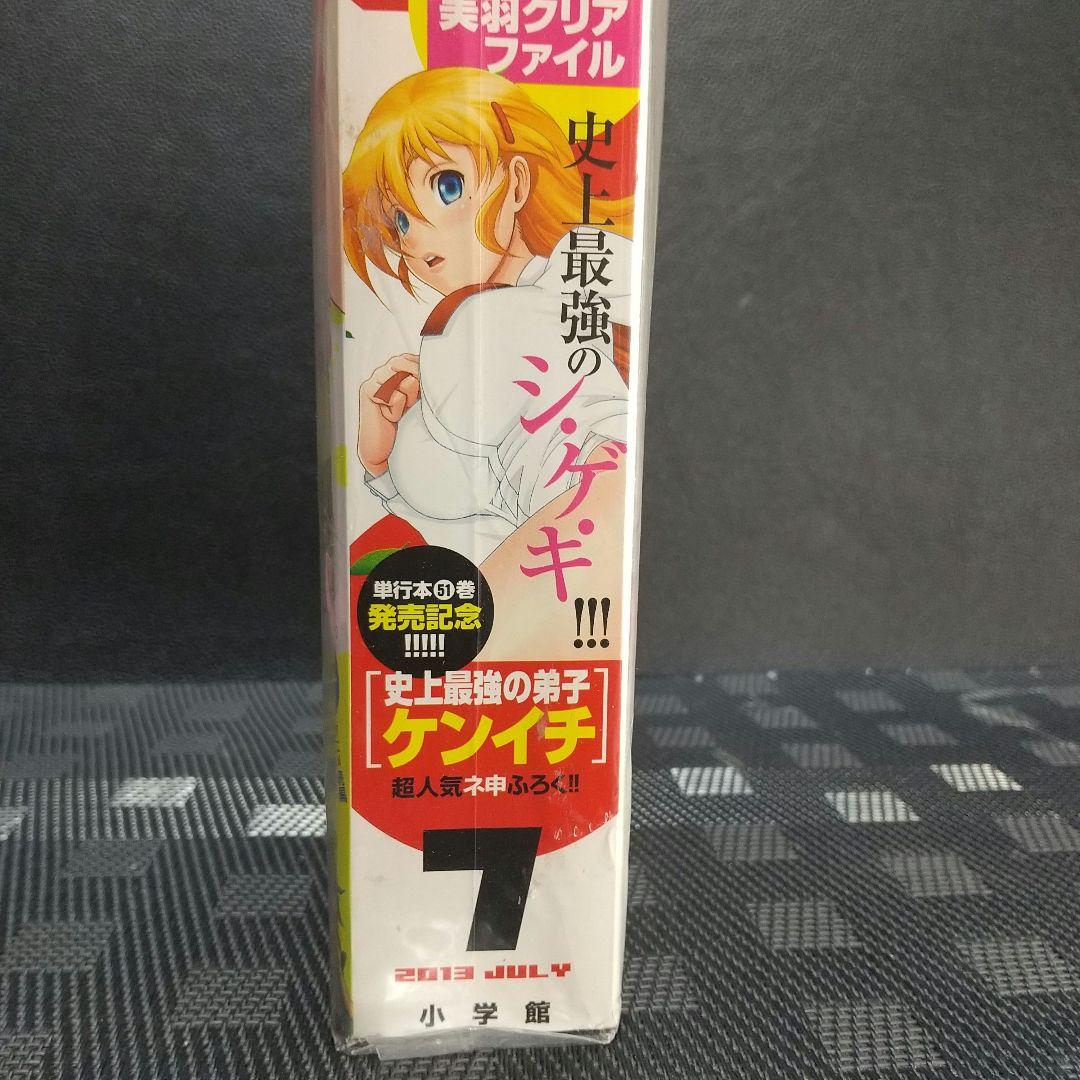 美羽クリア
ファイル
史上最強の
シ・ゲ・キ!!!
単行本51巻
発売記念
!!!!!
[史上最強の弟子
ケンイチ]
超人気ネ申ふろく!!
7
2013 JULY
小学館